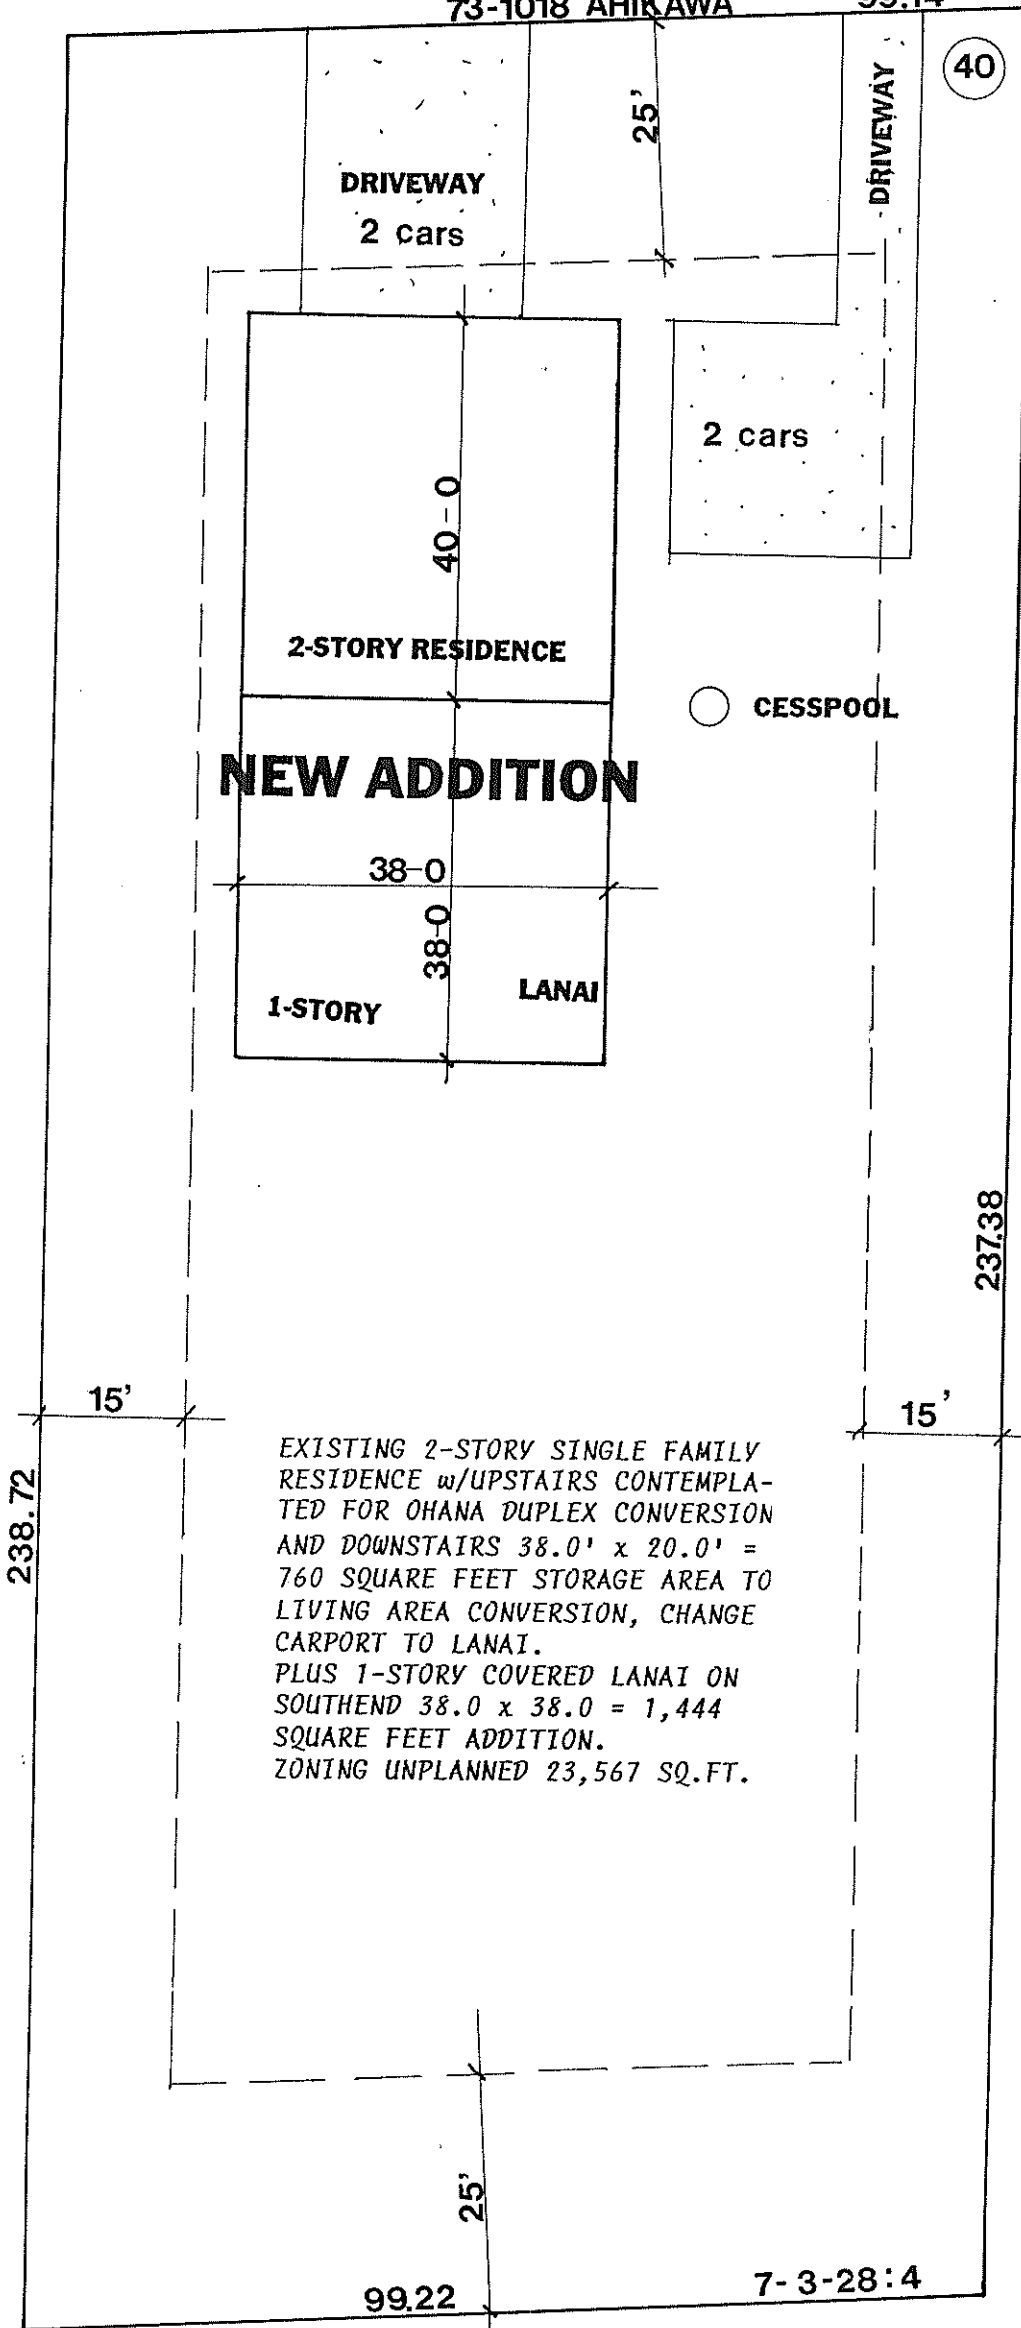 73-1018 AHIKAWA 99.14
40
25'
DRIVEWAY
DRIVEWAY
2 cars
2 cars
40-0
2-STORY RESIDENCE
CESSPOOL
NEW ADDITION
38-0
38-0
LANAI
1-STORY
237.38
15'
15'
238.72
EXISTING 2-STORY SINGLE FAMILY
RESIDENCE w/UPSTAIRS CONTEMPLA-
TED FOR OHANA DUPLEX CONVERSION
AND DOWNSTAIRS 38.0' x 20.0' =
760 SQUARE FEET STORAGE AREA TO
LIVING AREA CONVERSION, CHANGE
CARPORT TO LANAI.
PLUS 1-STORY COVERED LANAI ON
SOUTHEND 38.0 x 38.0 = 1,444
SQUARE FEET ADDITION.
ZONING UNPLANNED 23,567 SQ.FT.
25'
99.22
7-3-28:4